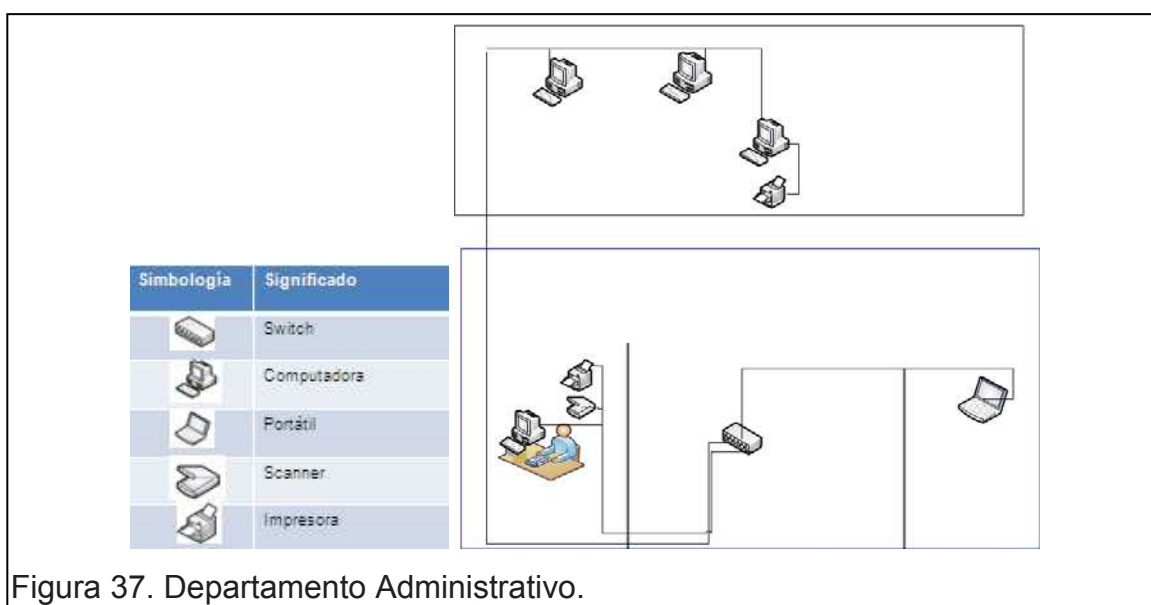 Simbología Significado
Switch
Computadora
Portátil
Scanner
Impresora
Figura 37. Departamento Administrativo.